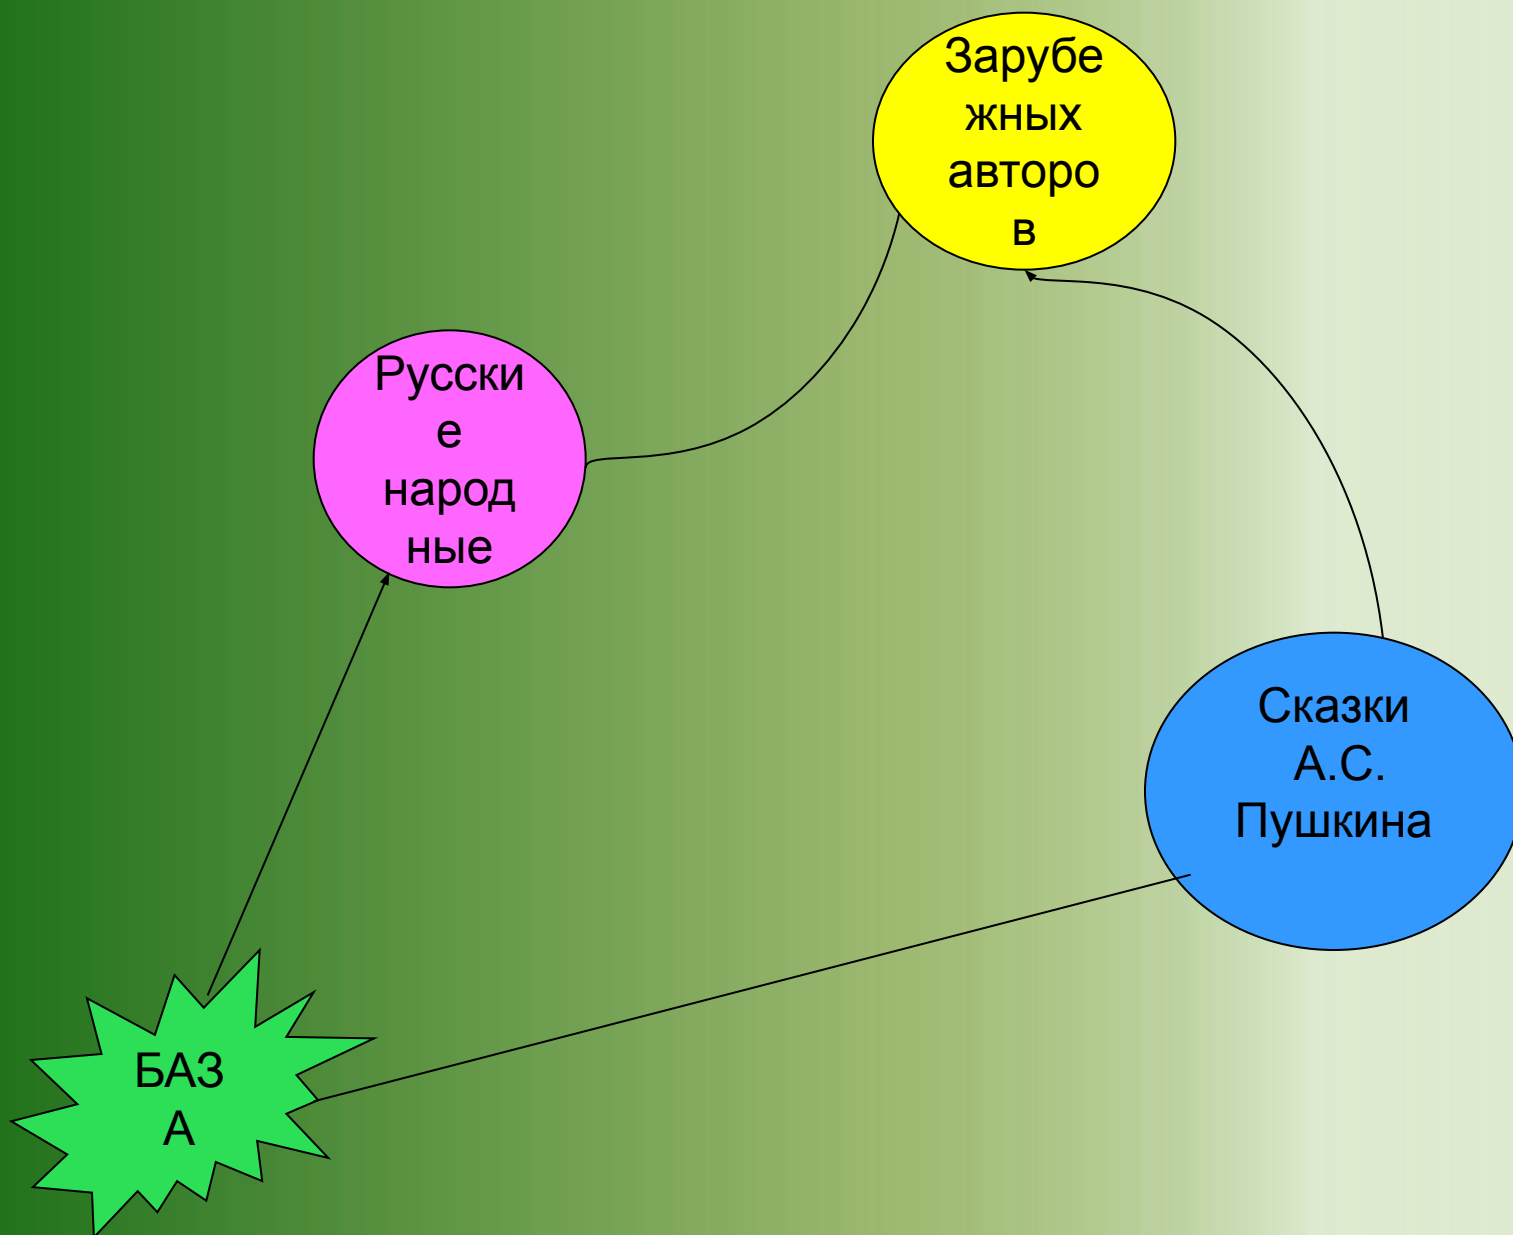 Зарубе
жных
авторо
в
Русски
е
народ
ные
Сказки
А.С.
Пушкина
БАЗ
А